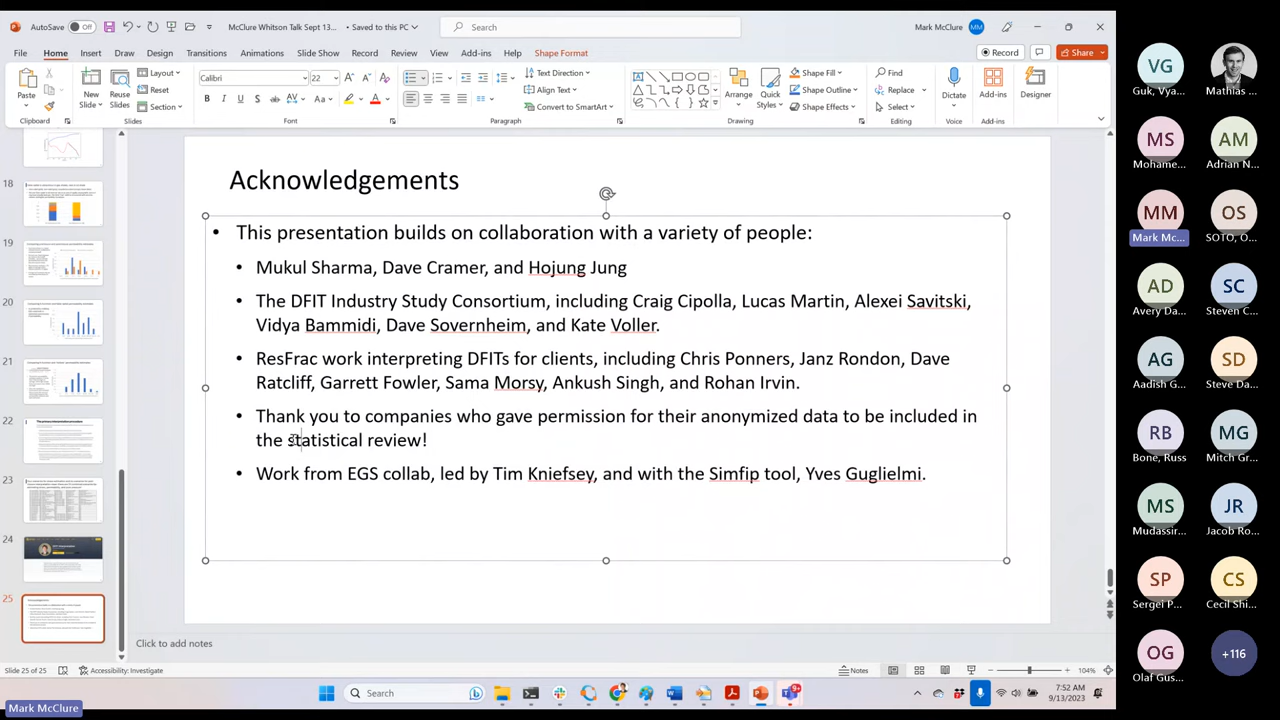 AutoSave Off McClure Whitson Talk Sept 13... • Saved to this PC Search Mark McClure MM
File Home Insert Draw Design Transitions Animations Slide Show Record Review View Add-ins Help Shape Format Record Share
Paste New Slide Reuse Slides Layout Reset Section Calibri 22 Text Direction Align Text Convert to SmartArt Arrange Quick Styles Shape Fill Shape Outline Shape Effects Find Replace Select Dictate Add-ins Designer
Clipboard Slides Font Paragraph Drawing Editing Voice Add-ins
Acknowledgements
• This presentation builds on collaboration with a variety of people:
• Mukul Sharma, Dave Cramer, and Hojung Jung
• The DFIT Industry Study Consortium, including Craig Cipolla, Lucas Martin, Alexei Savitski,
Vidya Bammidi, Dave Sovernheim, and Kate Voller.
• ResFrac work interpreting DFITs for clients, including Chris Ponners, Janz Rondon, Dave
Ratcliff, Garrett Fowler, Sama Morsy, Ankush Singh, and Rohan Irvin.
• Thank you to companies who gave permission for their anonymized data to be included in
the statistical review!
• Work from EGS collab, led by Tim Kniefsey, and with the Simfip tool, Yves Guglielmi.
18
19
20
21
22
23
24
25
Click to add notes
Slide 25 of 25 Accessibility: Investigate Notes 104%
Search 7:52 AM
9/13/2023
Mark McClure
VG
Guk, Vya... Mathias ...
MS AM
Mohame... Adrian N...
MM OS
Mark Mc... SOTO, O...
AD SC
Avery Da... Steven C...
AG SD
Aadish G... Steve Da...
RB MG
Bone, Russ Mitch Gr...
MS JR
Mudassir... Jacob Ro...
SP CS
Sergei P... Cecil Shi...
OG +116
Olaf Gus...